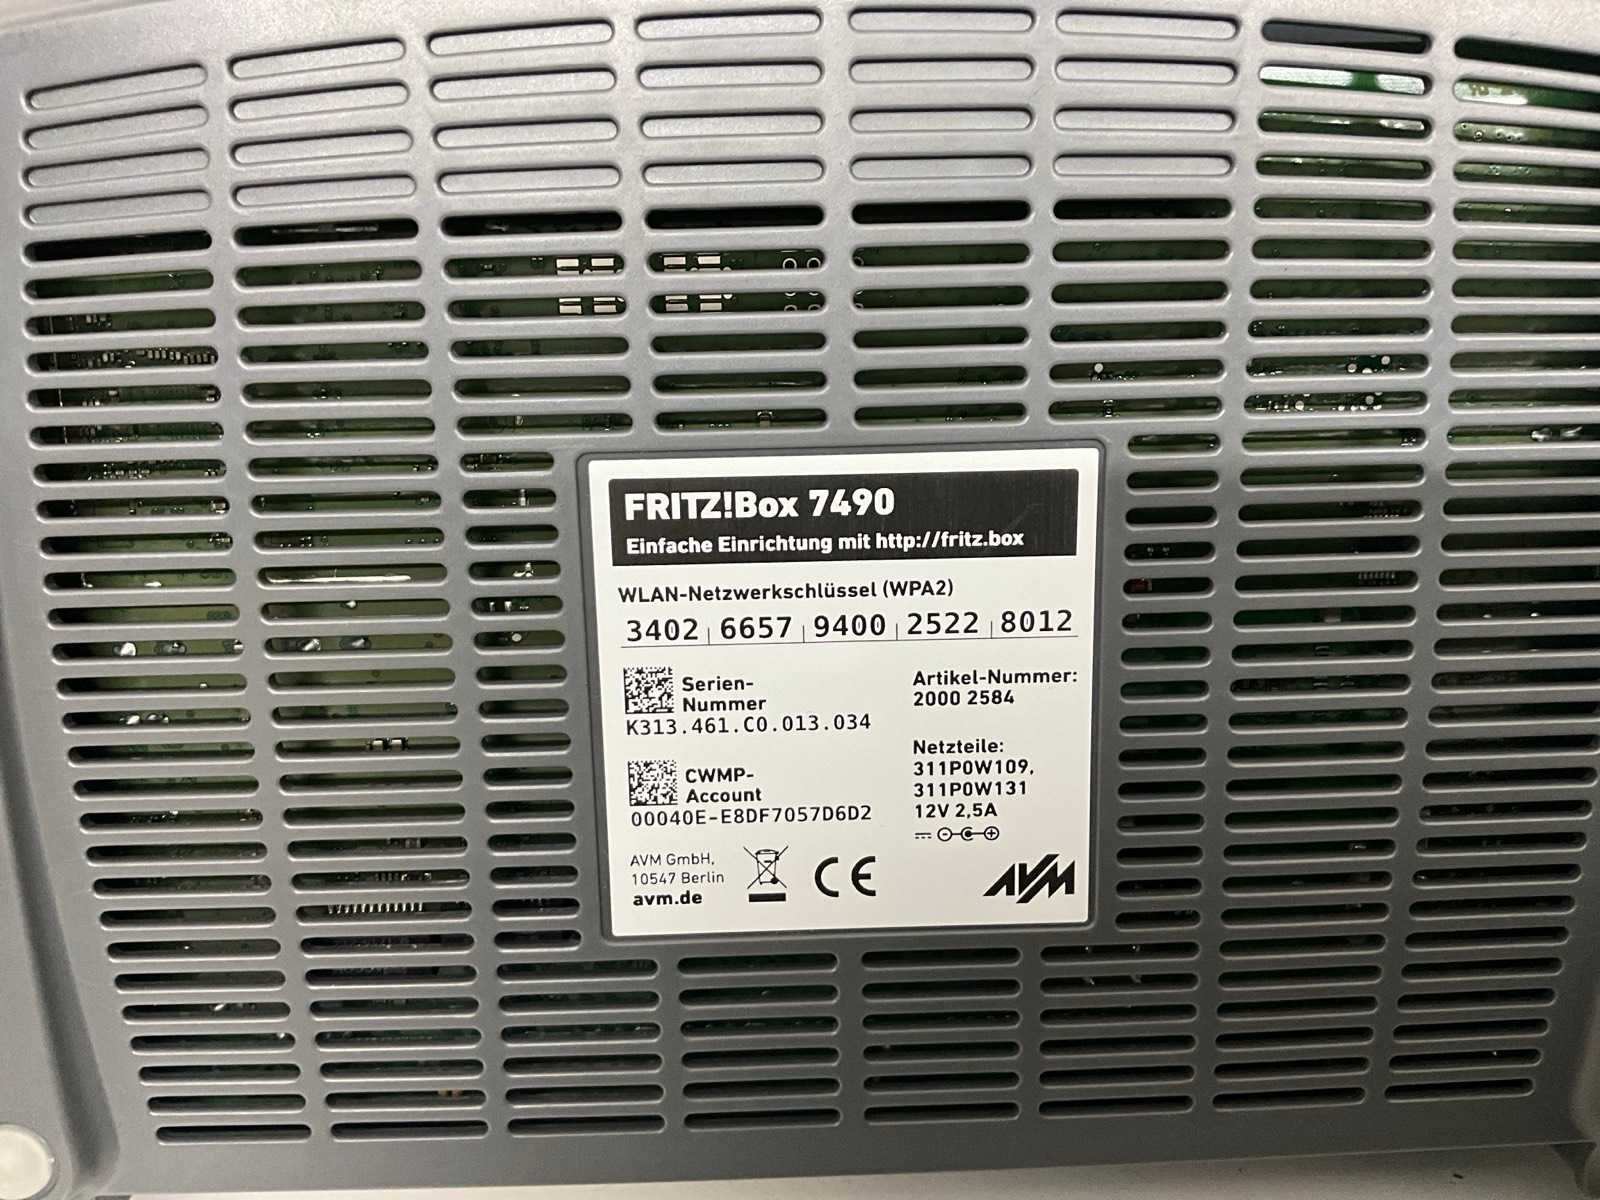 FRITZ!Box 7490
Einfache Einrichtung mit http://fritz.box
WLAN-Netzwerkschlüssel (WPA2)
3402 6657 9400 2522 8012
Serien-
Nummer
K313.461.C0.013.034
CWMP-
Account
00040E-E8DF7057D6D2
AVM GmbH,
10547 Berlin
avm.de
CE
Artikel-Nummer:
2000 2584
Netzteile:
311P0W109,
311P0W131
12V 2,5A
AVM